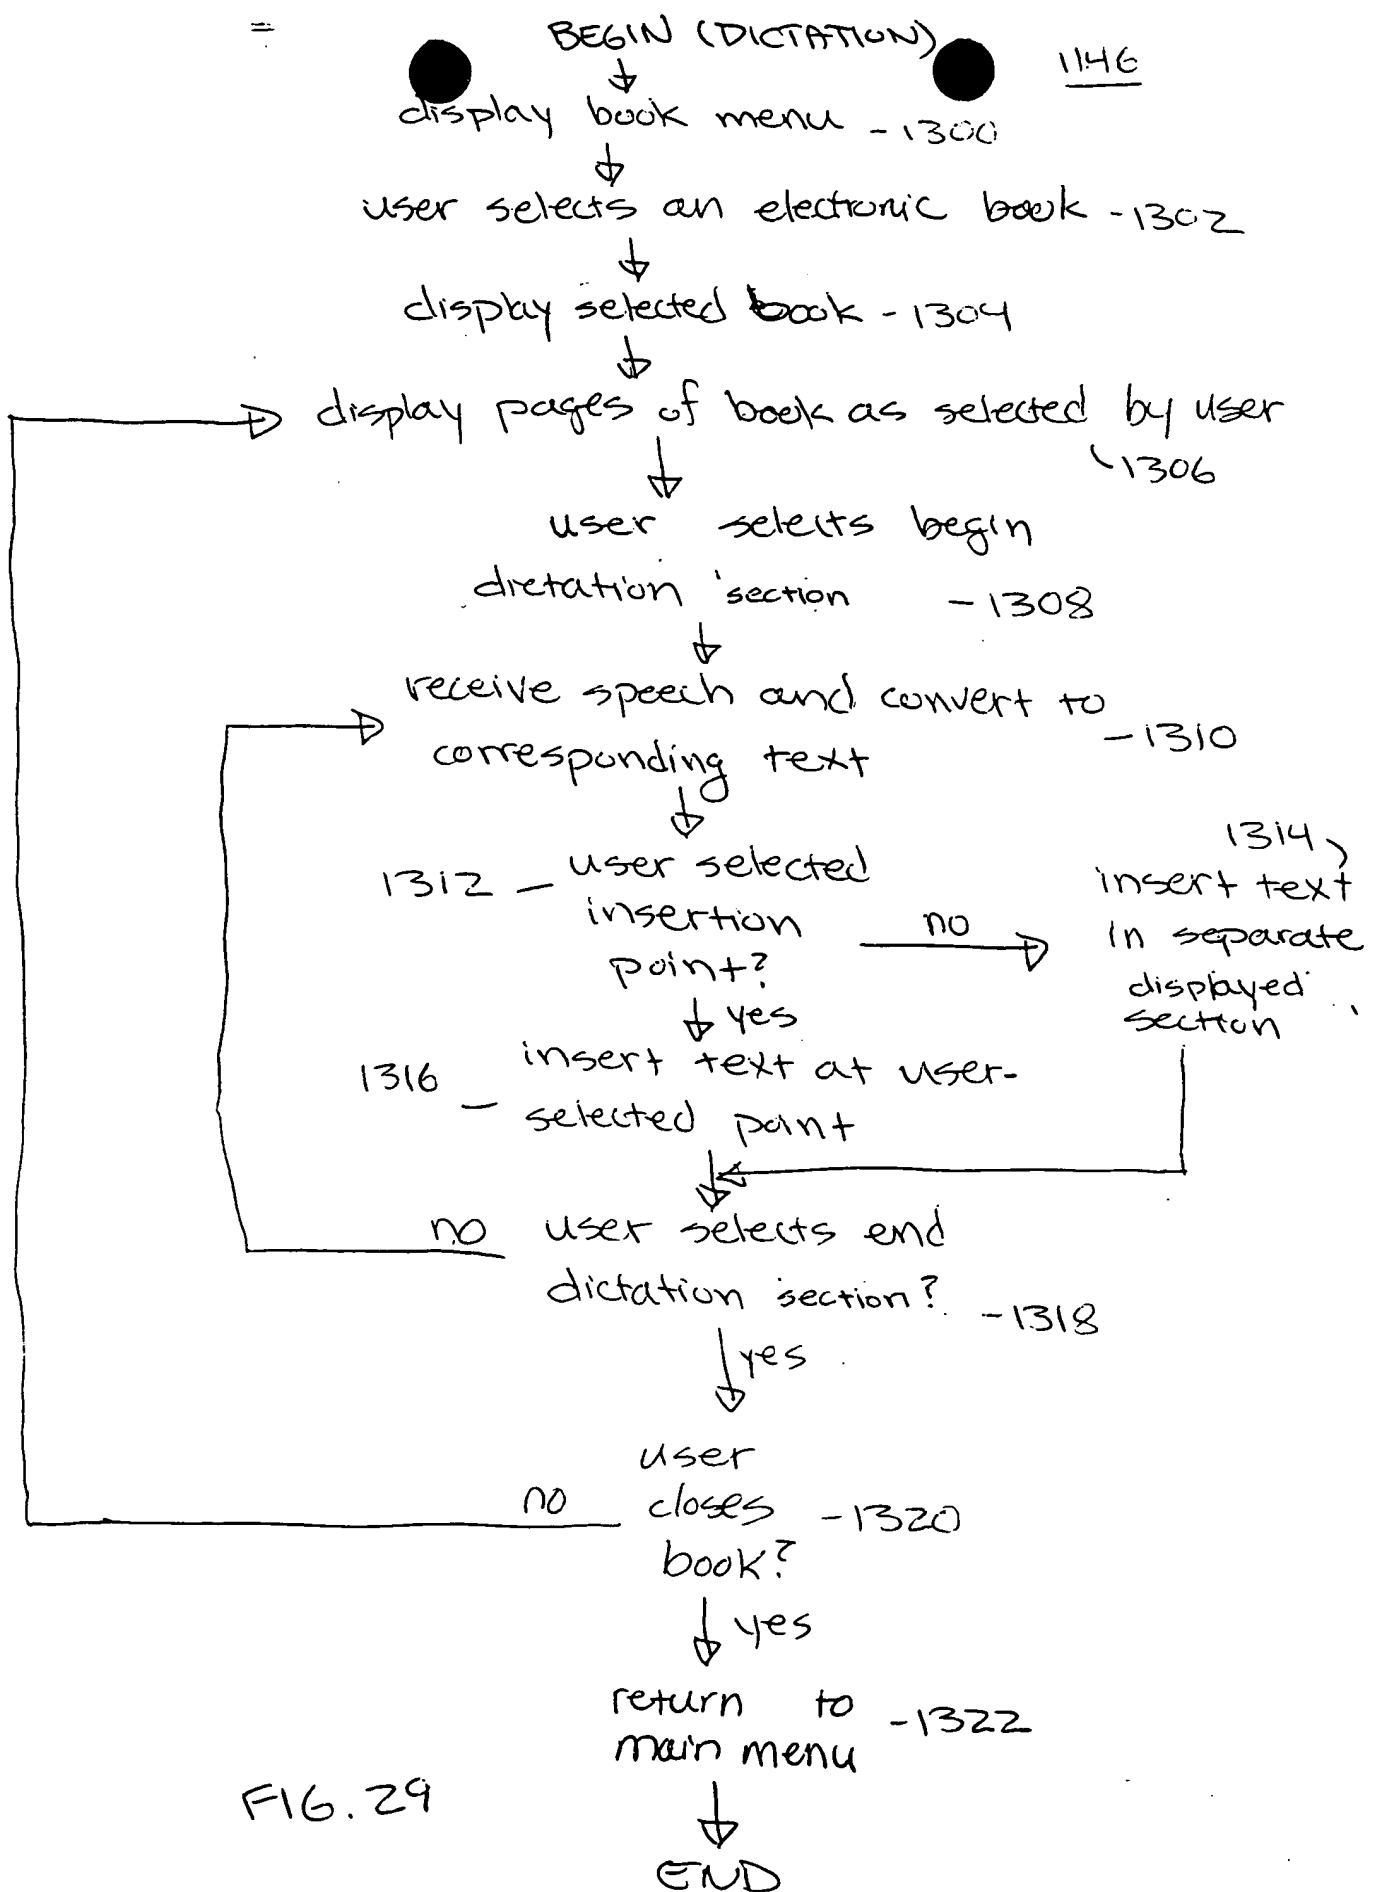 BEGIN (DICTATION)
1146
display book menu - 1300
user selects an electronic book - 1302
display selected book - 1304
display pages of book as selected by user
1306
user selects begin
dictation section - 1308
receive speech and convert to
corresponding text - 1310
1312 - user selected
insertion
point?
no
1314
insert text
in separate
displayed
section
yes
1316 - insert text at user-
selected point
no user selects end
dictation section? - 1318
yes
user
no closes - 1320
book?
yes
return to
main menu - 1322
FIG. 29
END